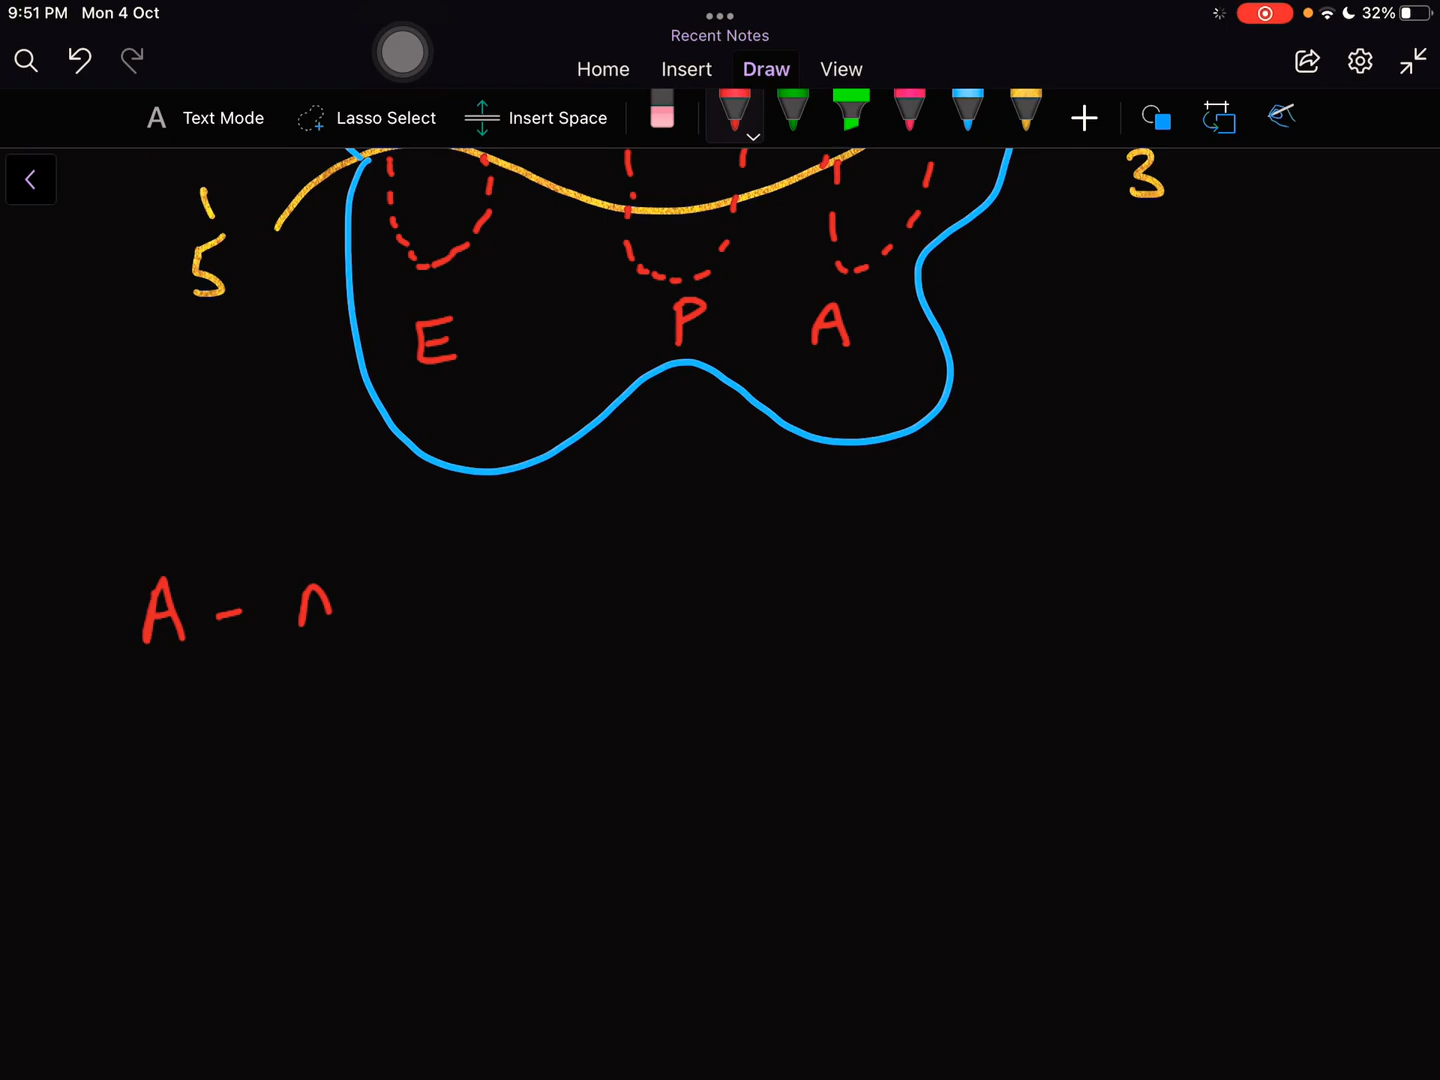 9:51 PM Mon 4 Oct
32%
Recent Notes
Home Insert Draw View
A Text Mode Lasso Select Insert Space
3
5'
E P A
A - n